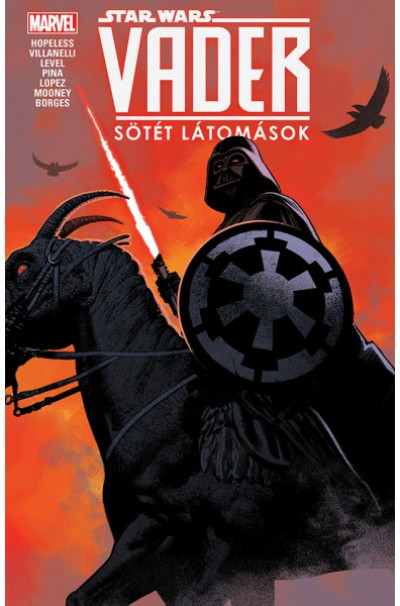 MARVEL
HOPELESS
VILLANELLI
LEVEL
PINA
LOPEZ
MOONEY
BORGES
STAR WARS
VADER
SÖTÉT LÁTOMÁSOK